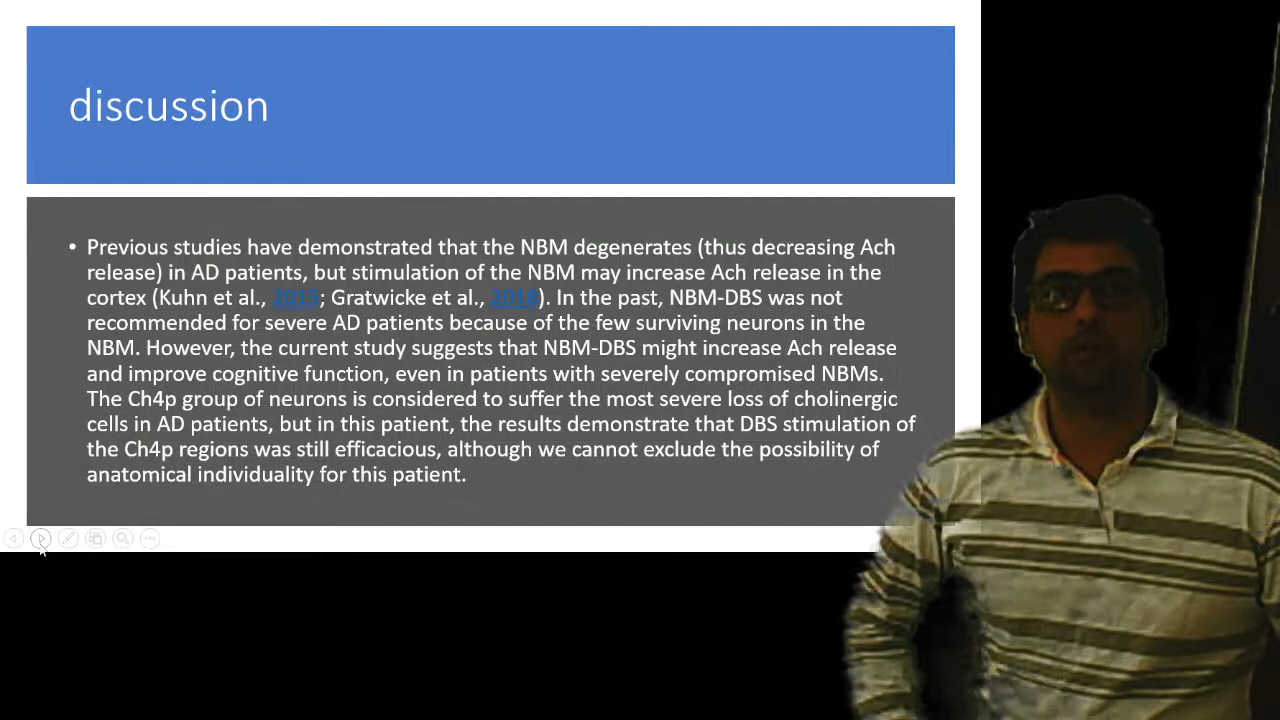 discussion
• Previous studies have demonstrated that the NBM degenerates (thus decreasing Ach
release) in AD patients, but stimulation of the NBM may increase Ach release in the
cortex (Kuhn et al., 2015; Gratwicke et al., 2018). In the past, NBM-DBS was not
recommended for severe AD patients because of the few surviving neurons in the
NBM. However, the current study suggests that NBM-DBS might increase Ach release
and improve cognitive function, even in patients with severely compromised NBMs.
The Ch4p group of neurons is considered to suffer the most severe loss of cholinergic
cells in AD patients, but in this patient, the results demonstrate that DBS stimulation of
the Ch4p regions was still efficacious, although we cannot exclude the possibility of
anatomical individuality for this patient.